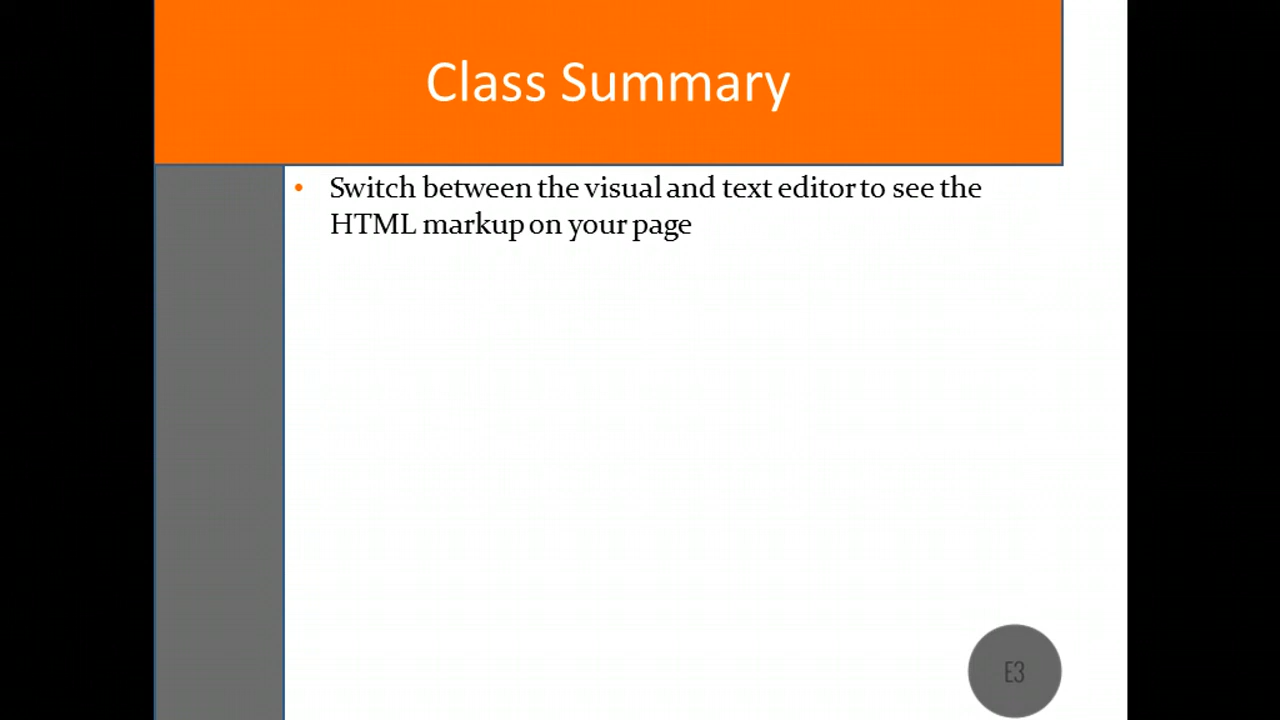 Class Summary
• Switch between the visual and text editor to see the
HTML markup on your page
E3